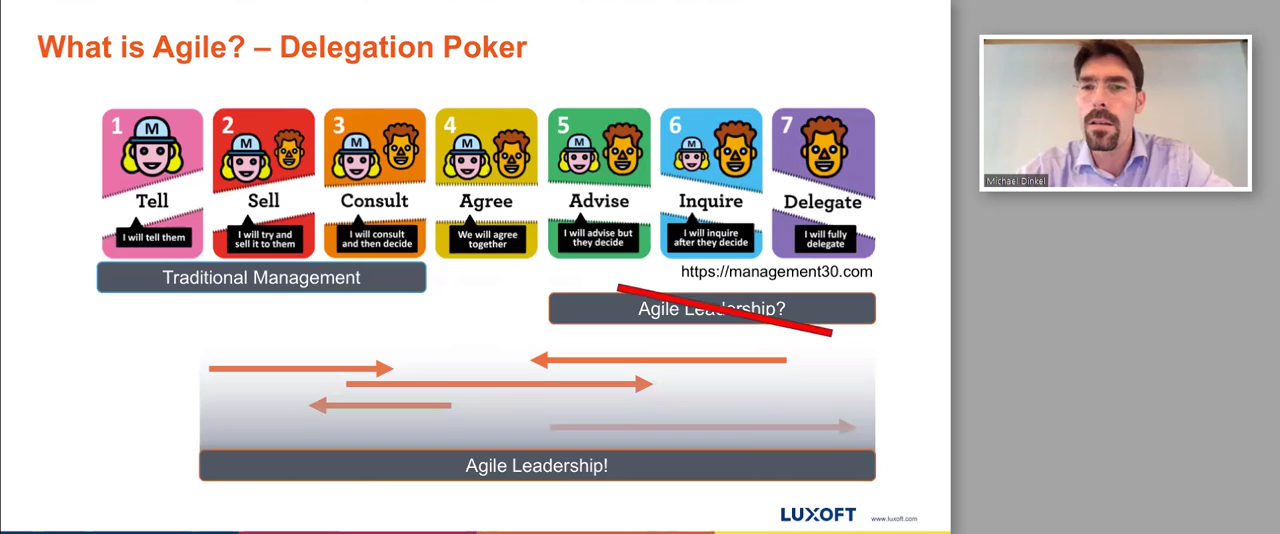 What is Agile? – Delegation Poker
1
M
Tell
I will tell them
2
M
Sell
I will try and
sell it to them
3
M
Consult
I will consult
and then decide
4
M
Agree
We will agree
together
5
M
Advise
I will advise but
they decide
6
M
Inquire
I will inquire
after they decide
7
Delegate
I will fully
delegate
Traditional Management
https://management30.com
Agile Leadership?
Agile Leadership!
LUXOFT
www.luxoft.com
Michael Dinkel